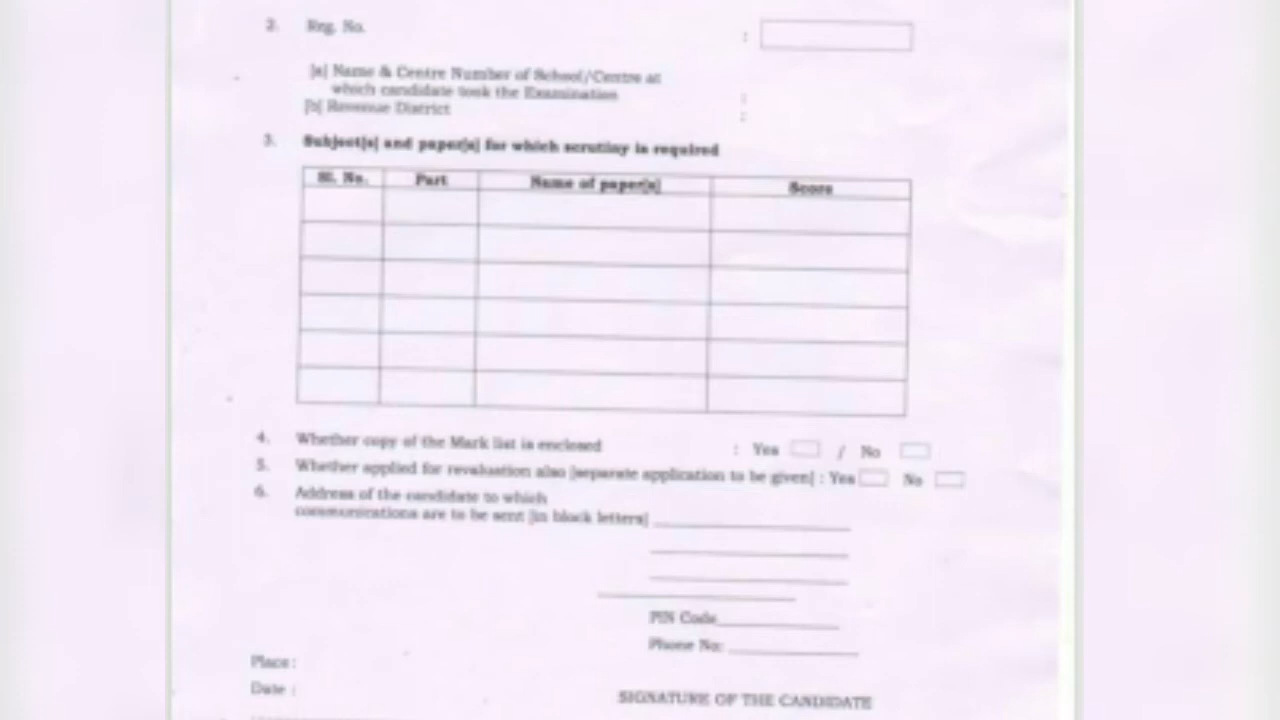 2. Reg. No. :
[a] Name & Centre Number of School/Centre at
which candidate took the Examination :
[b] Revenue District :
3. Subject[s] and paper[s] for which scrutiny is required
Sl. No. Part Name of paper[s] Score
4. Whether copy of the Mark list is enclosed : Yes / No
5. Whether applied for revaluation also [separate application to be given] : Yes No
6. Address of the candidate to which
communications are to be sent [in block letters]
PIN Code
Phone No:
Place :
Date :
SIGNATURE OF THE CANDIDATE